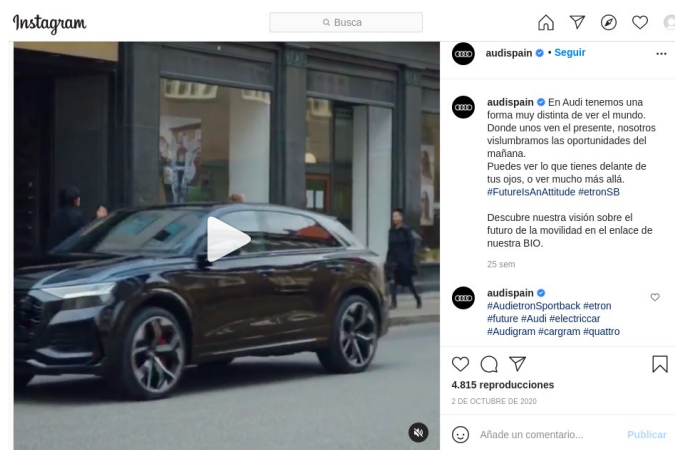 Instagram
Busca
audispain • Seguir
audispain En Audi tenemos una
forma muy distinta de ver el mundo.
Donde unos ven el presente, nosotros
vislumbramos las oportunidades del
mañana.
Puedes ver lo que tienes delante de
tus ojos, o ver mucho más allá.
#FutureIsAnAttitude #etronSB
Descubre nuestra visión sobre el
futuro de la movilidad en el enlace de
nuestra BIO.
25 sem
audispain
#AudietronSportback #etron
#future #Audi #electriccar
#Audigram #cargram #quattro
4.815 reproducciones
2 DE OCTUBRE DE 2020
Añade un comentario...
Publicar